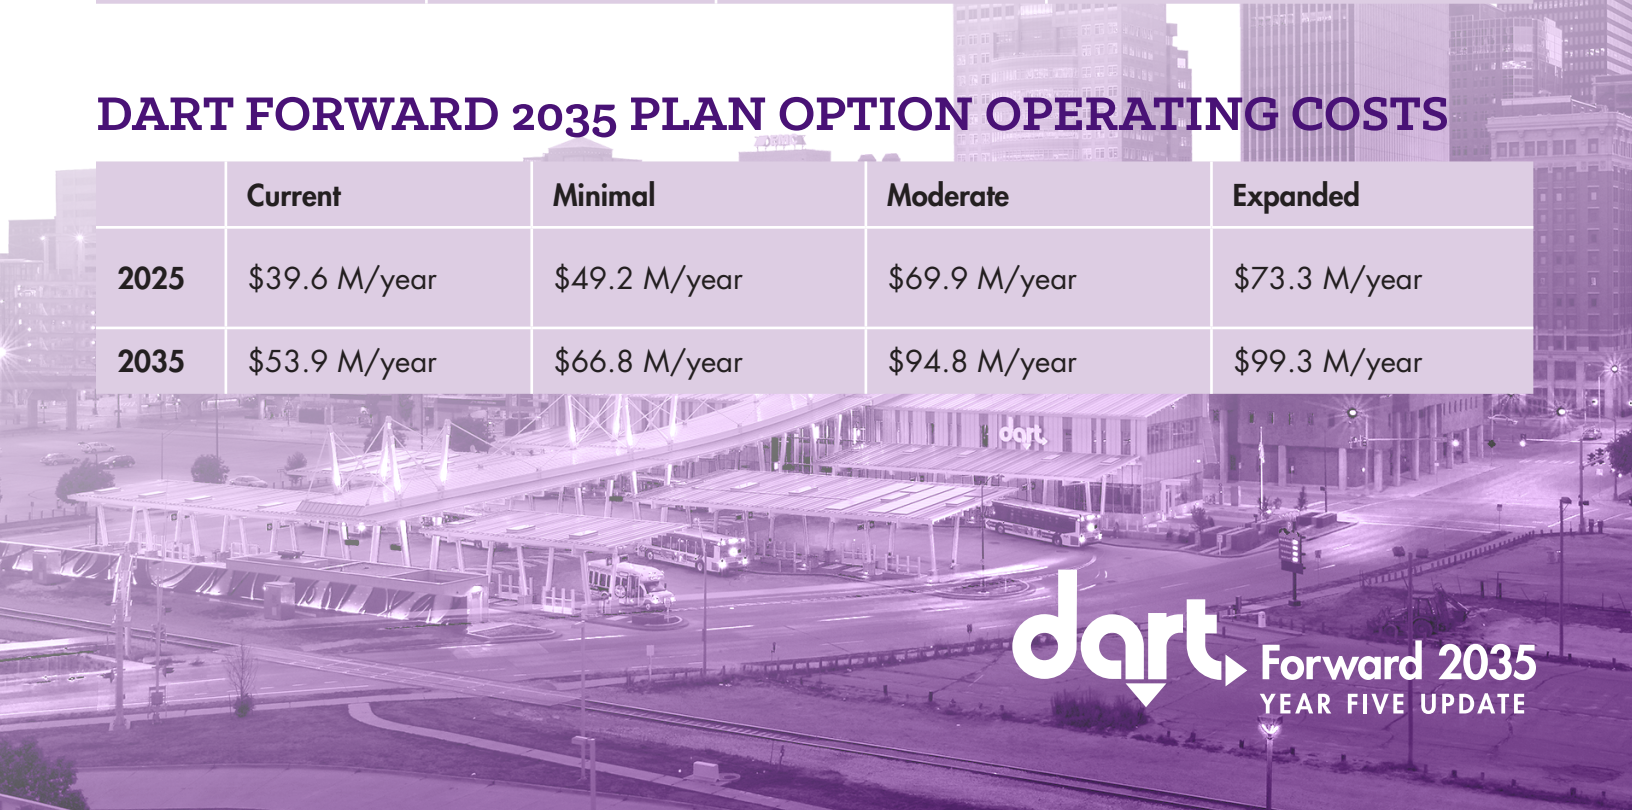 DART FORWARD 2035 PLAN OPTION OPERATING COSTS
Current Minimal Moderate Expanded
2025 $39.6 M/year $49.2 M/year $69.9 M/year $73.3 M/year
2035 $53.9 M/year $66.8 M/year $94.8 M/year $99.3 M/year
dart
dart Forward 2035
YEAR FIVE UPDATE